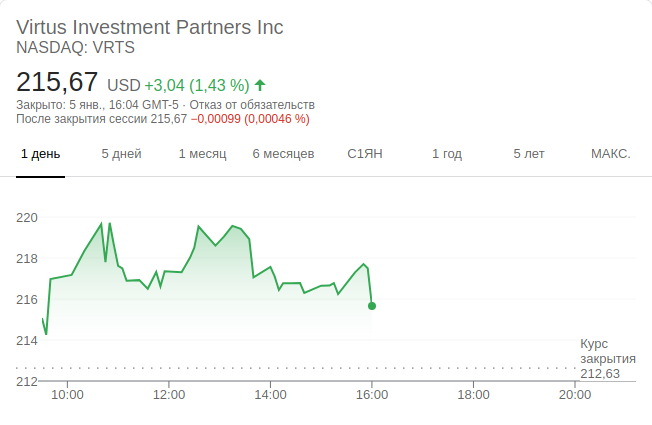 Virtus Investment Partners Inc
NASDAQ: VRTS
215,67 USD +3,04 (1,43 %)
Закрыто: 5 янв., 16:04 GMT-5 · Отказ от обязательств
После закрытия сессии 215,67 −0,00099 (0,00046 %)
1 день 5 дней 1 месяц 6 месяцев С1ЯН 1 год 5 лет МАКС.
220
218
216
214
Курс
закрытия
212,63
212
10:00 12:00 14:00 16:00 18:00 20:00